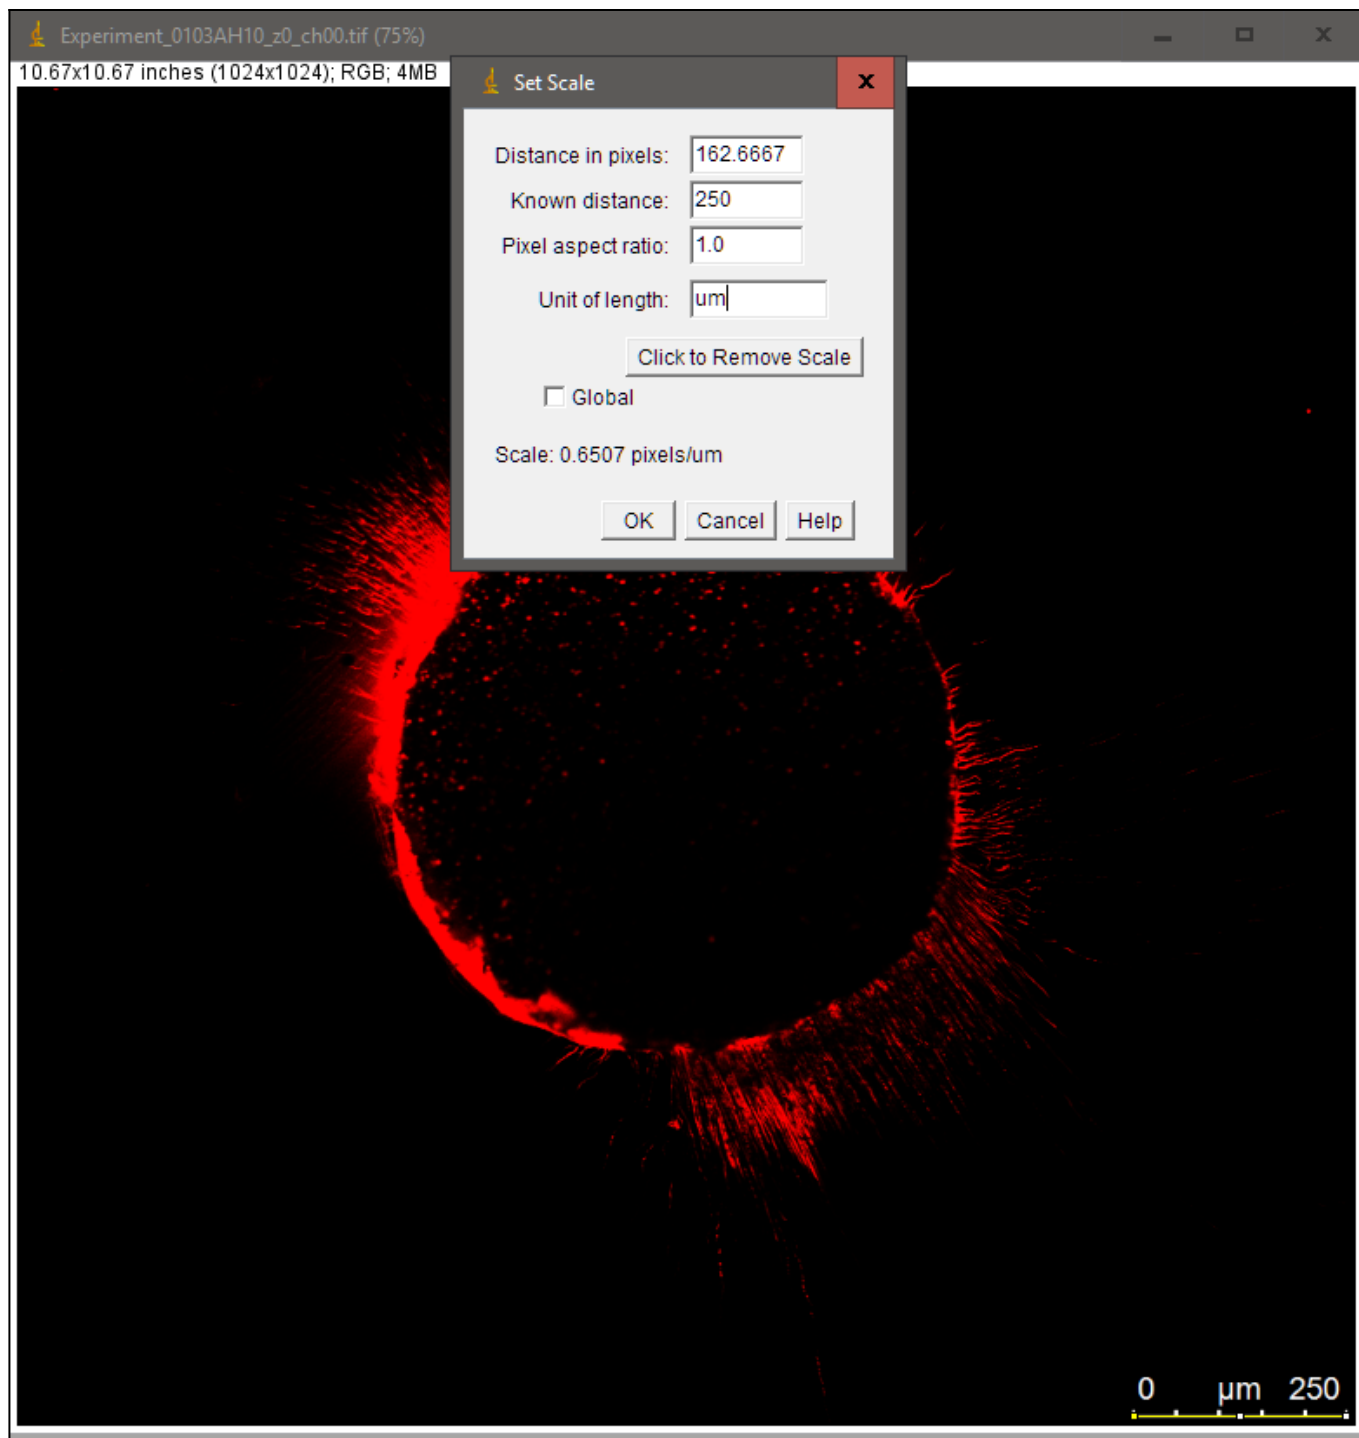 Experiment_0103AH10_z0_ch00.tif (75%)
10.67x10.67 inches (1024x1024); RGB; 4MB
Set Scale
Distance in pixels: 162.6667
Known distance: 250
Pixel aspect ratio: 1.0
Unit of length: um
Click to Remove Scale
Global
Scale: 0.6507 pixels/um
OK Cancel Help
0 µm 250